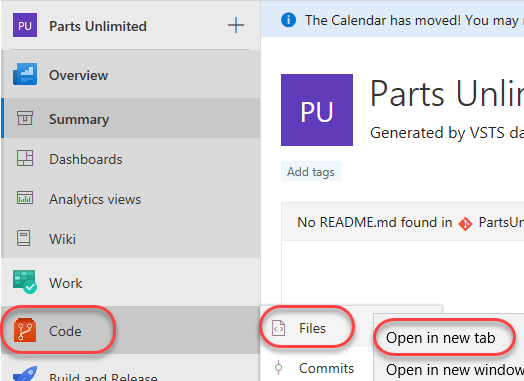 PU Parts Unlimited
Overview
Summary
Dashboards
Analytics views
Wiki
Work
Code
Build and Release
The Calendar has moved! You may
PU
Parts Unlim
Generated by VSTS da
Add tags
No README.md found in PartsUn
Files
Commits
Open in new tab
Open in new window